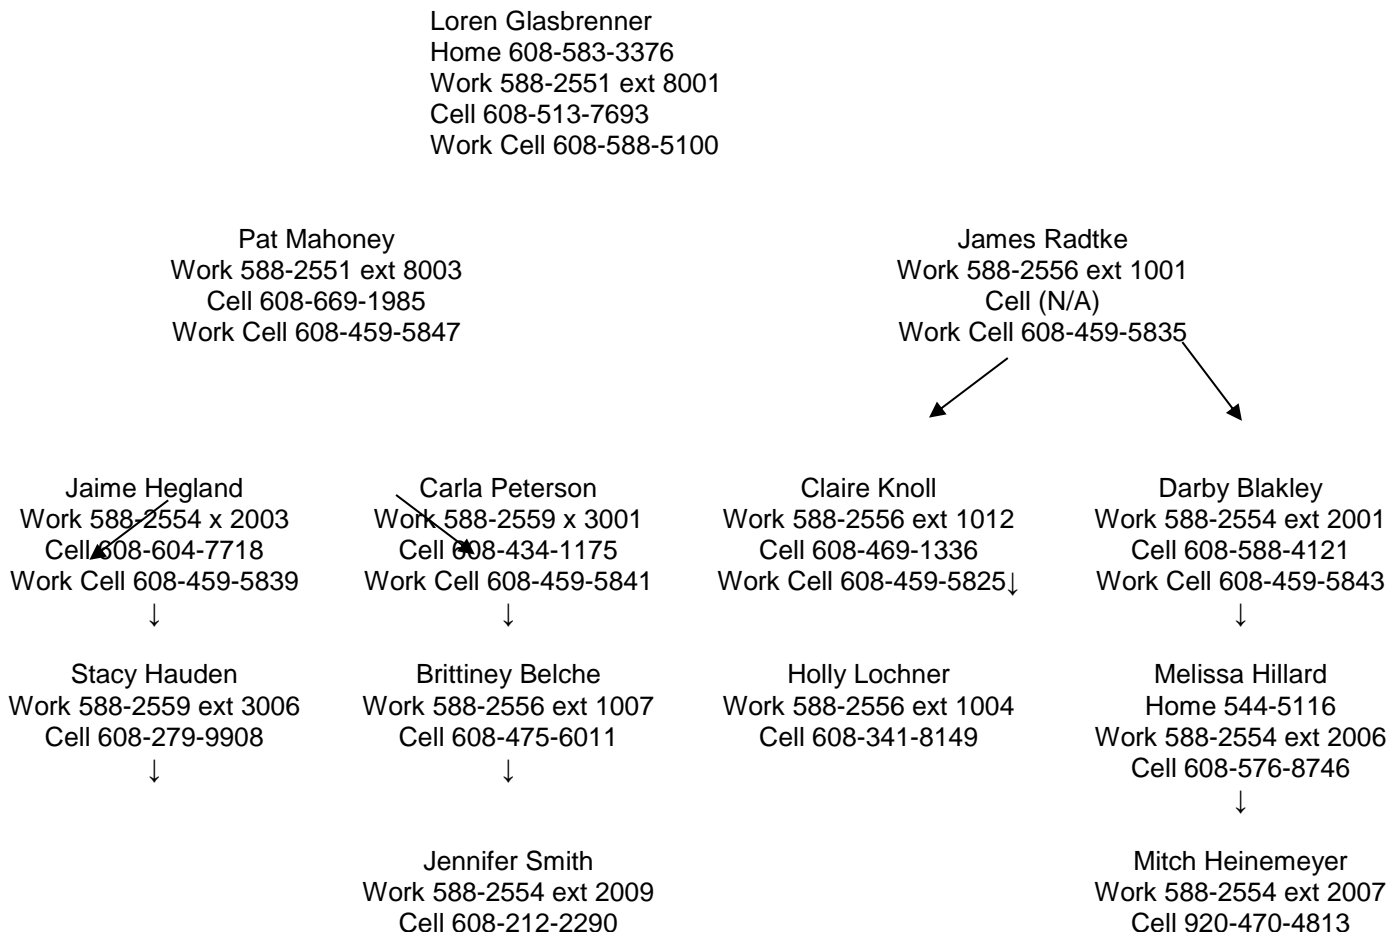 Loren Glasbrenner
Home 608-583-3376
Work 588-2551 ext 8001
Cell 608-513-7693
Work Cell 608-588-5100
Pat Mahoney
Work 588-2551 ext 8003
Cell 608-669-1985
Work Cell 608-459-5847
James Radtke
Work 588-2556 ext 1001
Cell (N/A)
Work Cell 608-459-5835
Jaime Hegland
Work 588-2554 x 2003
Cell 608-604-7718
Work Cell 608-459-5839
↓
Carla Peterson
Work 588-2559 x 3001
Cell 608-434-1175
Work Cell 608-459-5841
↓
Claire Knoll
Work 588-2556 ext 1012
Cell 608-469-1336
Work Cell 608-459-5825↓
Darby Blakley
Work 588-2554 ext 2001
Cell 608-588-4121
Work Cell 608-459-5843
↓
Stacy Hauden
Work 588-2559 ext 3006
Cell 608-279-9908
↓
Brittiney Belche
Work 588-2556 ext 1007
Cell 608-475-6011
↓
Holly Lochner
Work 588-2556 ext 1004
Cell 608-341-8149
Melissa Hillard
Home 544-5116
Work 588-2554 ext 2006
Cell 608-576-8746
↓
Jennifer Smith
Work 588-2554 ext 2009
Cell 608-212-2290
Mitch Heinemeyer
Work 588-2554 ext 2007
Cell 920-470-4813